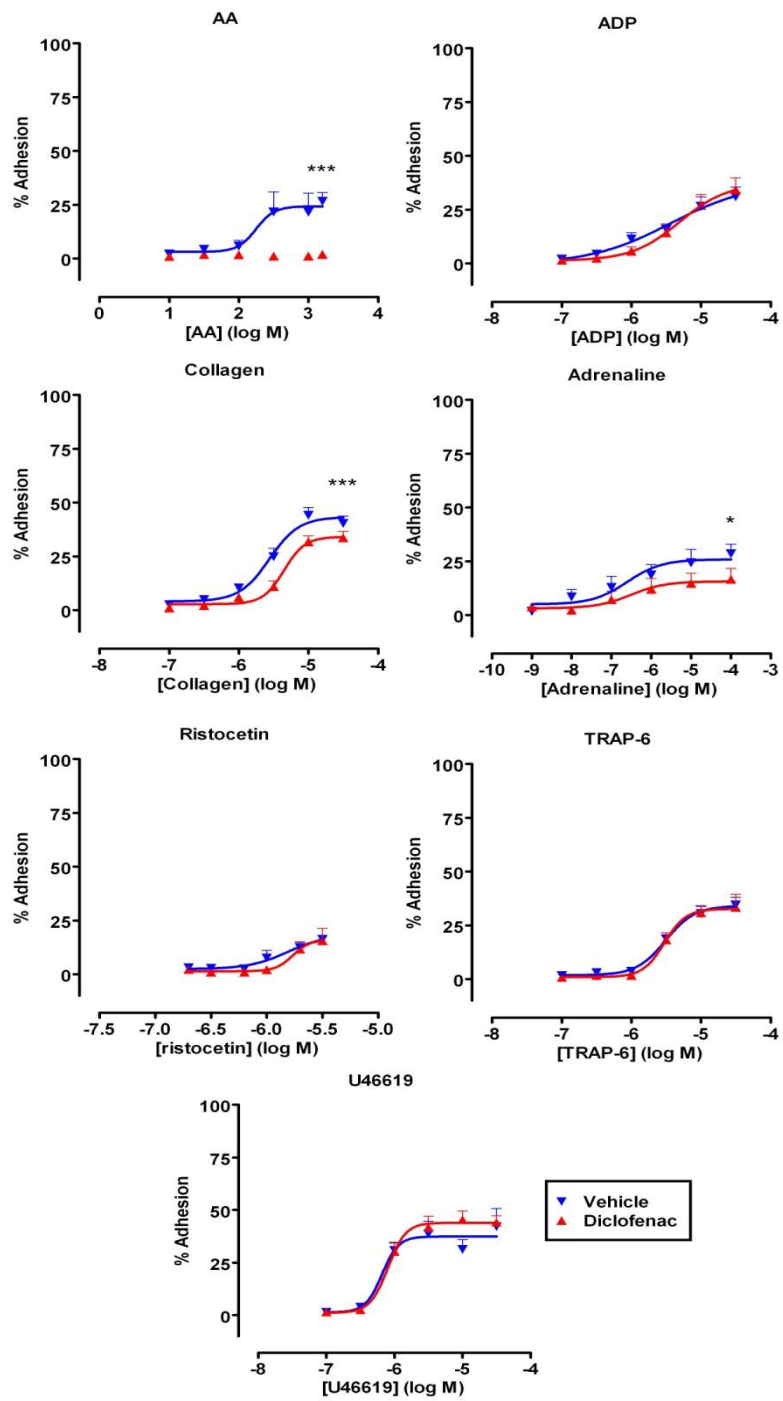 AA
100
75
50
25
0
% Adhesion
***
0 1 2 3 4
[AA] (log M)
ADP
100
75
50
25
0
% Adhesion
-8 -7 -6 -5 -4
[ADP] (log M)
Collagen
100
75
50
25
0
% Adhesion
***
-8 -7 -6 -5 -4
[Collagen] (log M)
Adrenaline
100
75
50
25
0
% Adhesion
*
-10 -9 -8 -7 -6 -5 -4 -3
[Adrenaline] (log M)
Ristocetin
100
75
50
25
0
% Adhesion
-7.5 -7.0 -6.5 -6.0 -5.5 -5.0
[ristocetin] (log M)
TRAP-6
100
75
50
25
0
% Adhesion
-8 -7 -6 -5 -4
[TRAP-6] (log M)
U46619
100
75
50
25
0
% Adhesion
-8 -7 -6 -5 -4
[U46619] (log M)
Vehicle
Diclofenac